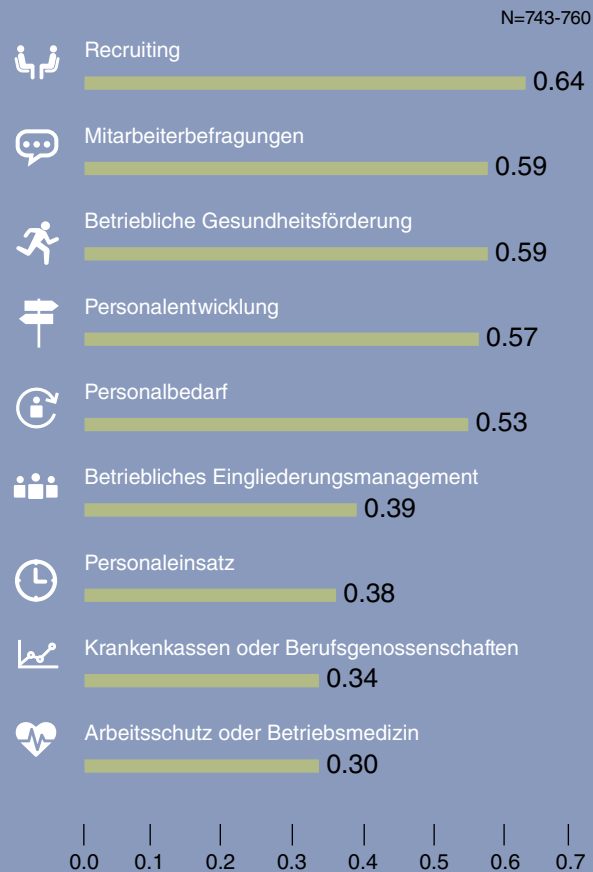 N=743-760
Recruiting
0.64
Mitarbeiterbefragungen
0.59
Betriebliche Gesundheitsförderung
0.59
Personalentwicklung
0.57
Personalbedarf
0.53
Betriebliches Eingliederungsmanagement
0.39
Personaleinsatz
0.38
Krankenkassen oder Berufsgenossenschaften
0.34
Arbeitsschutz oder Betriebsmedizin
0.30
0.0 0.1 0.2 0.3 0.4 0.5 0.6 0.7